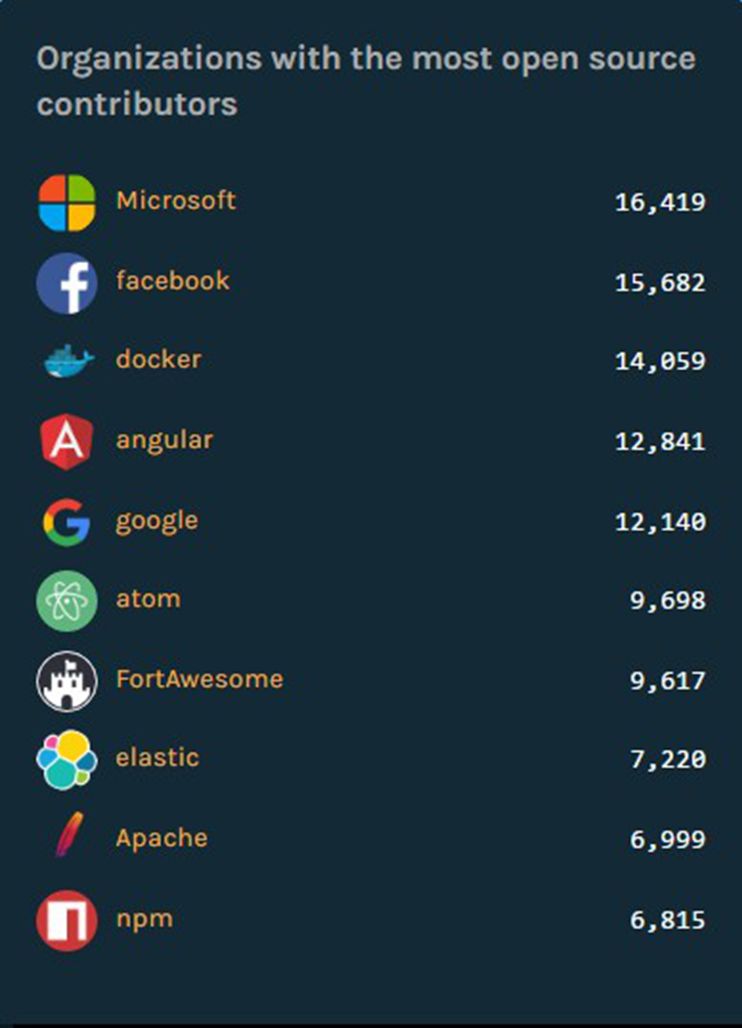 Organizations with the most open source
contributors
Microsoft 16,419
facebook 15,682
docker 14,059
angular 12,841
google 12,140
atom 9,698
FortAwesome 9,617
elastic 7,220
Apache 6,999
npm 6,815